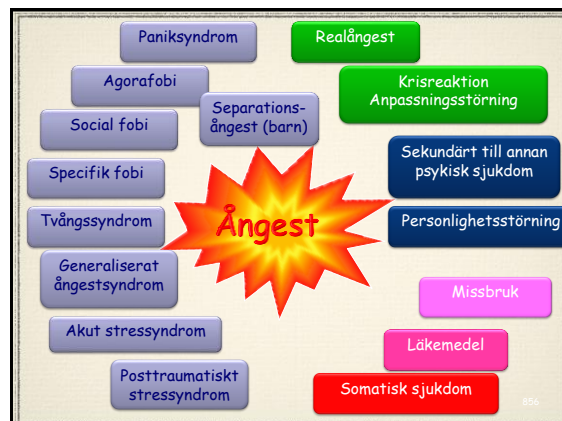 Paniksyndrom
Realångest
Agorafobi
Krisreaktion
Anpassningsstörning
Separations-
ångest (barn)
Social fobi
Sekundärt till annan
psykisk sjukdom
Specifik fobi
Tvångssyndrom
Ångest
Personlighetsstörning
Generaliserat
ångestsyndrom
Missbruk
Akut stressyndrom
Läkemedel
Posttraumatiskt
stressyndrom
Somatisk sjukdom
856